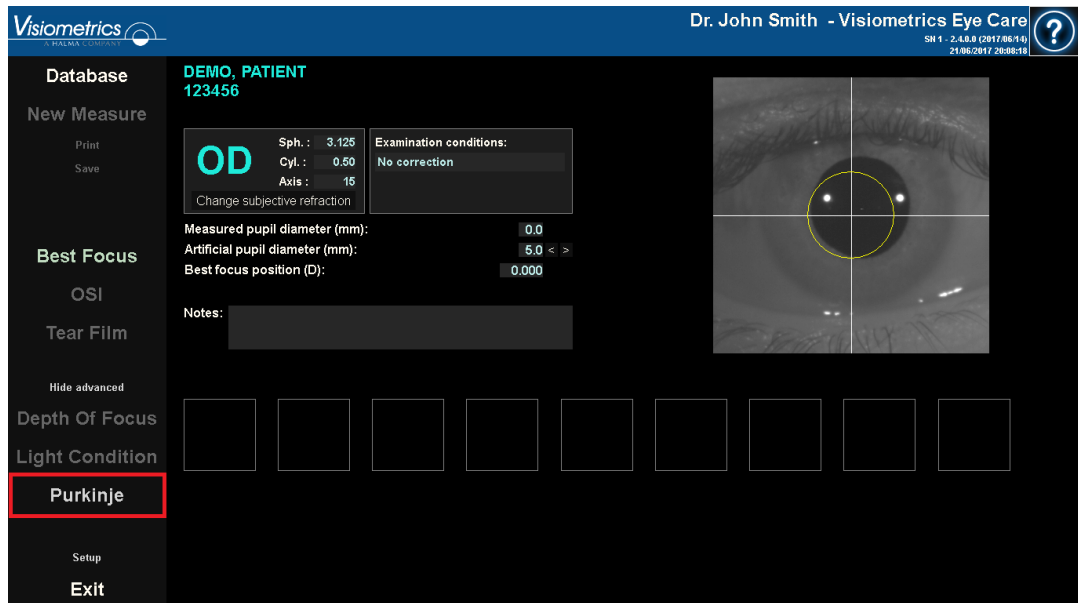 Visiometrics
A HALMA COMPANY
Dr. John Smith - Visiometrics Eye Care
SN 1 - 2.4.0.0 (2017/06/14)
21/06/2017 20:08:18
?
Database
New Measure
Print
Save
Best Focus
OSI
Tear Film
Hide advanced
Depth Of Focus
Light Condition
Purkinje
Setup
Exit
DEMO, PATIENT
123456
OD
Sph. : 3.125
Cyl. : 0.50
Axis : 15
Change subjective refraction
Examination conditions:
No correction
Measured pupil diameter (mm): 0.0
Artificial pupil diameter (mm): 5.0 < >
Best focus position (D): 0.000
Notes: